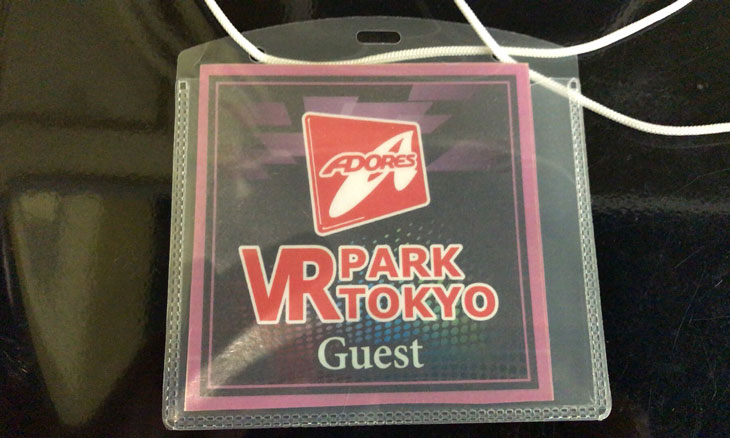 ADORES
VR PARK
TOKYO
Guest